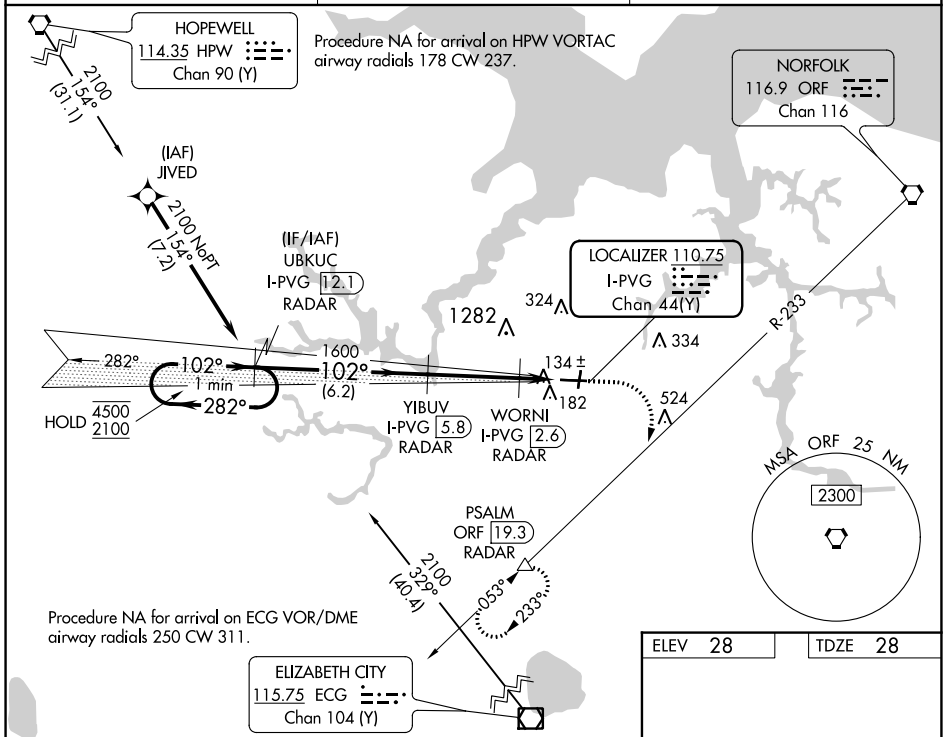 HOPEWELL
114.35 HPW
Chan 90 (Y)
Procedure NA for arrival on HPW VORTAC
airway radials 178 CW 237.
NORFOLK
116.9 ORF
Chan 116
2100
154°
(31.1)
(IAF)
JIVED
2100 NoPT
154°
(7.2)
(IF/IAF)
UBKUC
I-PVG 12.1
RADAR
LOCALIZER 110.75
I-PVG
Chan 44(Y)
R-233
1282
324
334
282°
102°
1 min
282°
1600
102°
(6.2)
134 ±
182
524
HOLD 4500
2100
YIBUV
I-PVG 5.8
RADAR
WORNI
I-PVG 2.6
RADAR
MSA ORF 25 NM
2300
PSALM
ORF 19.3
RADAR
2100
329°
(40.4)
053°
233°
Procedure NA for arrival on ECG VOR/DME
airway radials 250 CW 311.
ELIZABETH CITY
115.75 ECG
Chan 104 (Y)
ELEV 28
TDZE 28